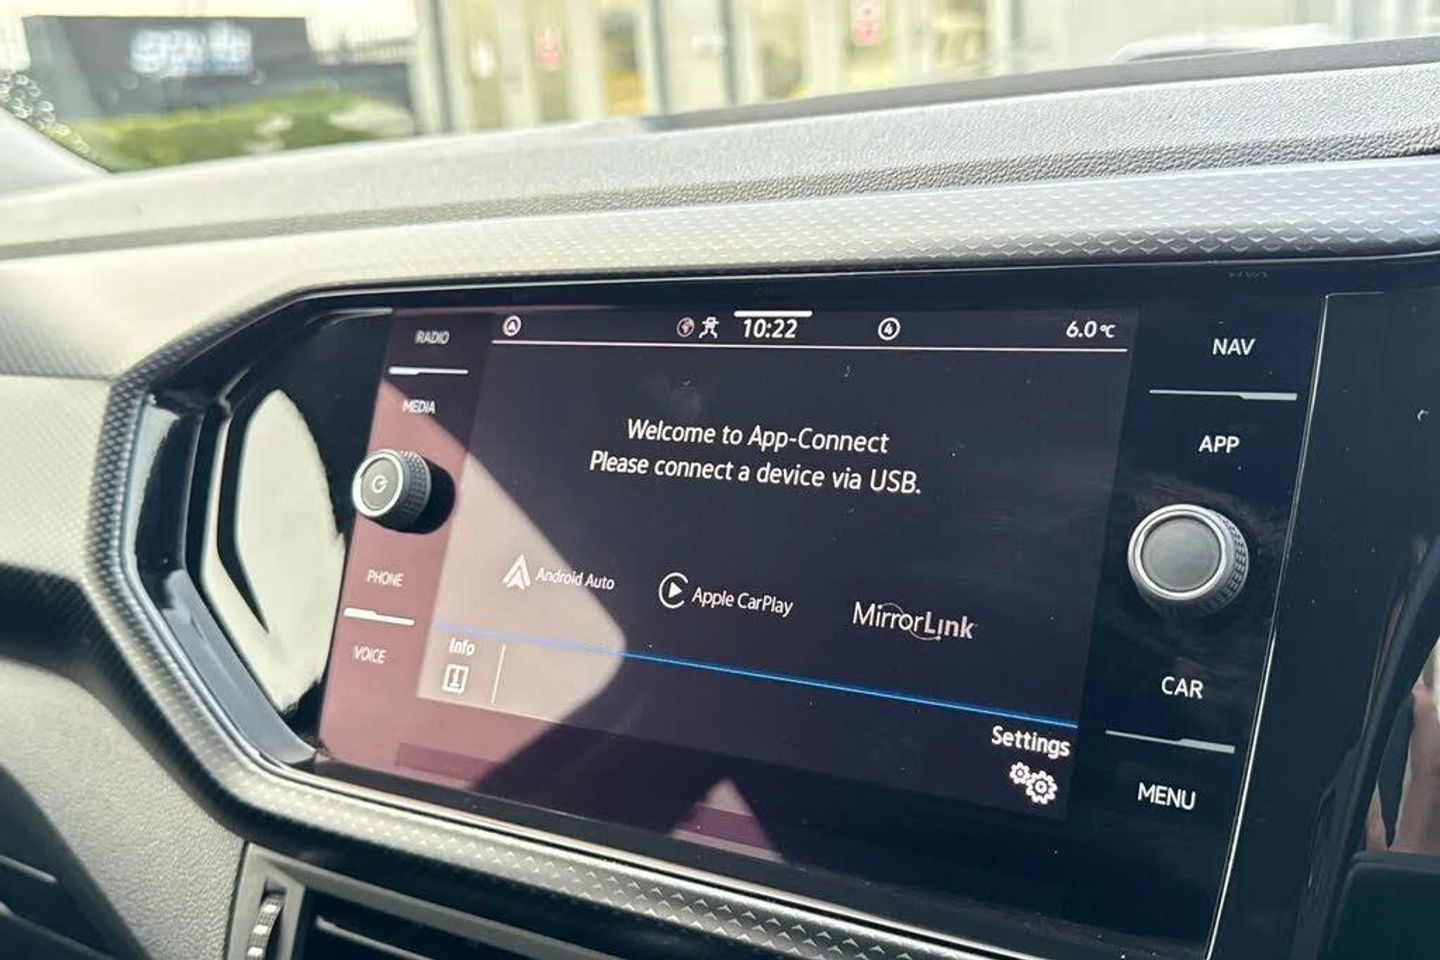 RADIO
MEDIA
PHONE
VOICE
10:22
4
6.0°C
Welcome to App-Connect
Please connect a device via USB.
Android Auto
Apple CarPlay
MirrorLink
Info
Settings
NAV
APP
CAR
MENU